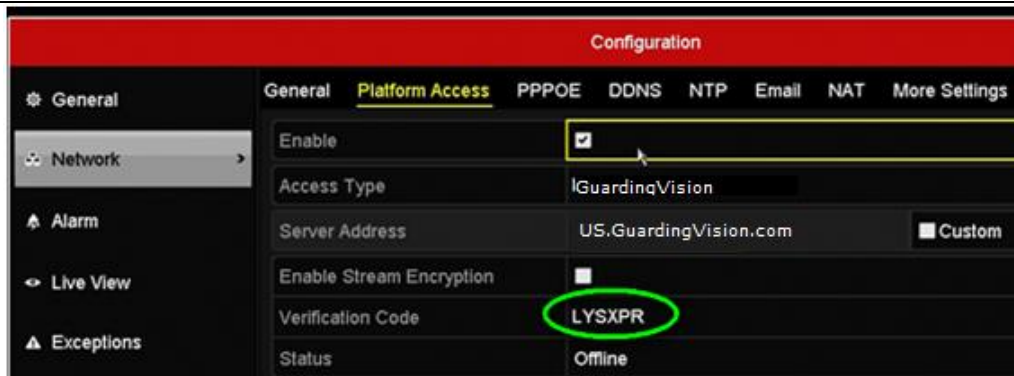 Configuration
General
Network
Alarm
Live View
Exceptions
General Platform Access PPPOE DDNS NTP Email NAT More Settings
Enable
Access Type GuardingVision
Server Address US.GuardingVision.com Custom
Enable Stream Encryption
Verification Code LYSXPR
Status Offline